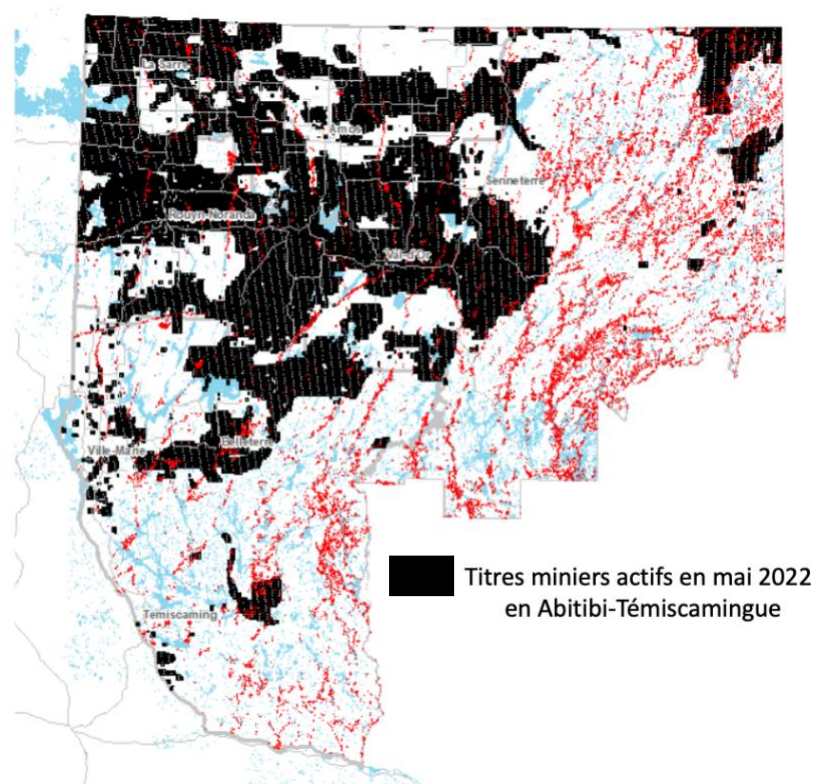 La Sarre
Amos
Senneterre
Rouyn-Noranda
Val-d'Or
Belleterre
Ville-Marie
Titres miniers actifs en mai 2022
en Abitibi-Témiscamingue
Temiscaming